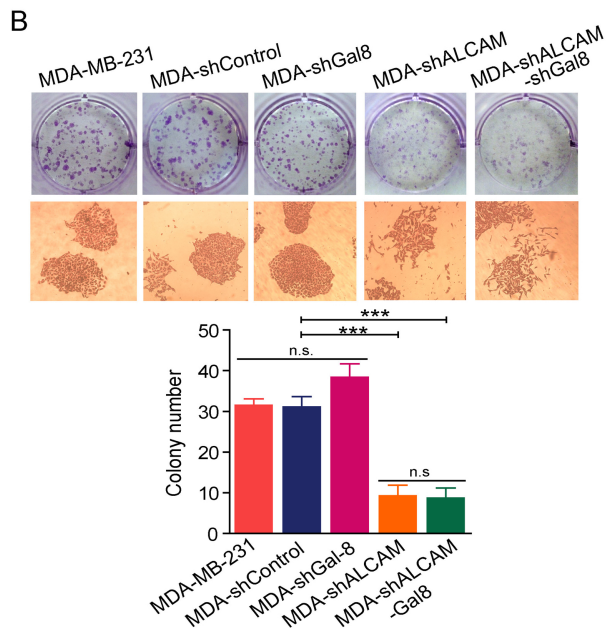 B
MDA-MB-231
MDA-shControl
MDA-shGal8
MDA-shALCAM
MDA-shALCAM
-shGal8
***
***
n.s.
n.s
Colony number
50
40
30
20
10
0
MDA-MB-231
MDA-shControl
MDA-shGal-8
MDA-shALCAM
MDA-shALCAM
-Gal8